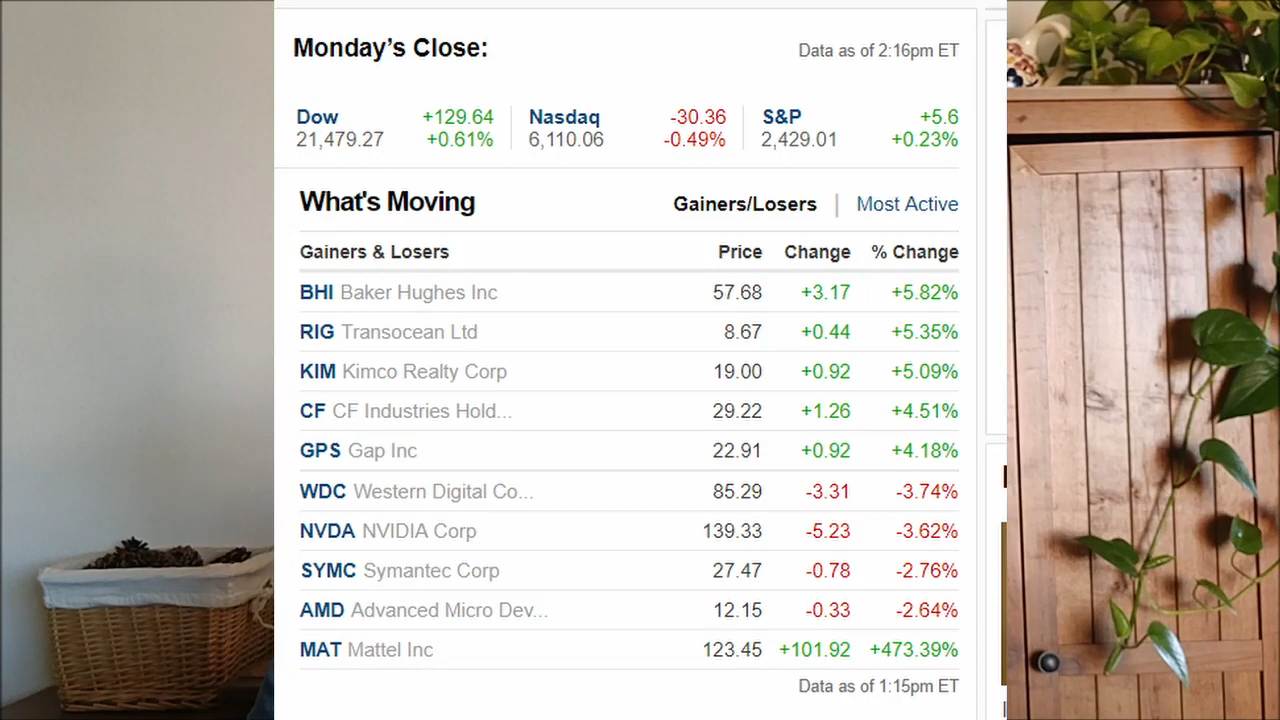 Monday's Close: Data as of 2:16pm ET
Dow +129.64 Nasdaq -30.36 S&P +5.6
21,479.27 +0.61% 6,110.06 -0.49% 2,429.01 +0.23%
What's Moving Gainers/Losers | Most Active
Gainers & Losers Price Change % Change
BHI Baker Hughes Inc 57.68 +3.17 +5.82%
RIG Transocean Ltd 8.67 +0.44 +5.35%
KIM Kimco Realty Corp 19.00 +0.92 +5.09%
CF CF Industries Hold... 29.22 +1.26 +4.51%
GPS Gap Inc 22.91 +0.92 +4.18%
WDC Western Digital Co... 85.29 -3.31 -3.74%
NVDA NVIDIA Corp 139.33 -5.23 -3.62%
SYMC Symantec Corp 27.47 -0.78 -2.76%
AMD Advanced Micro Dev... 12.15 -0.33 -2.64%
MAT Mattel Inc 123.45 +101.92 +473.39%
Data as of 1:15pm ET